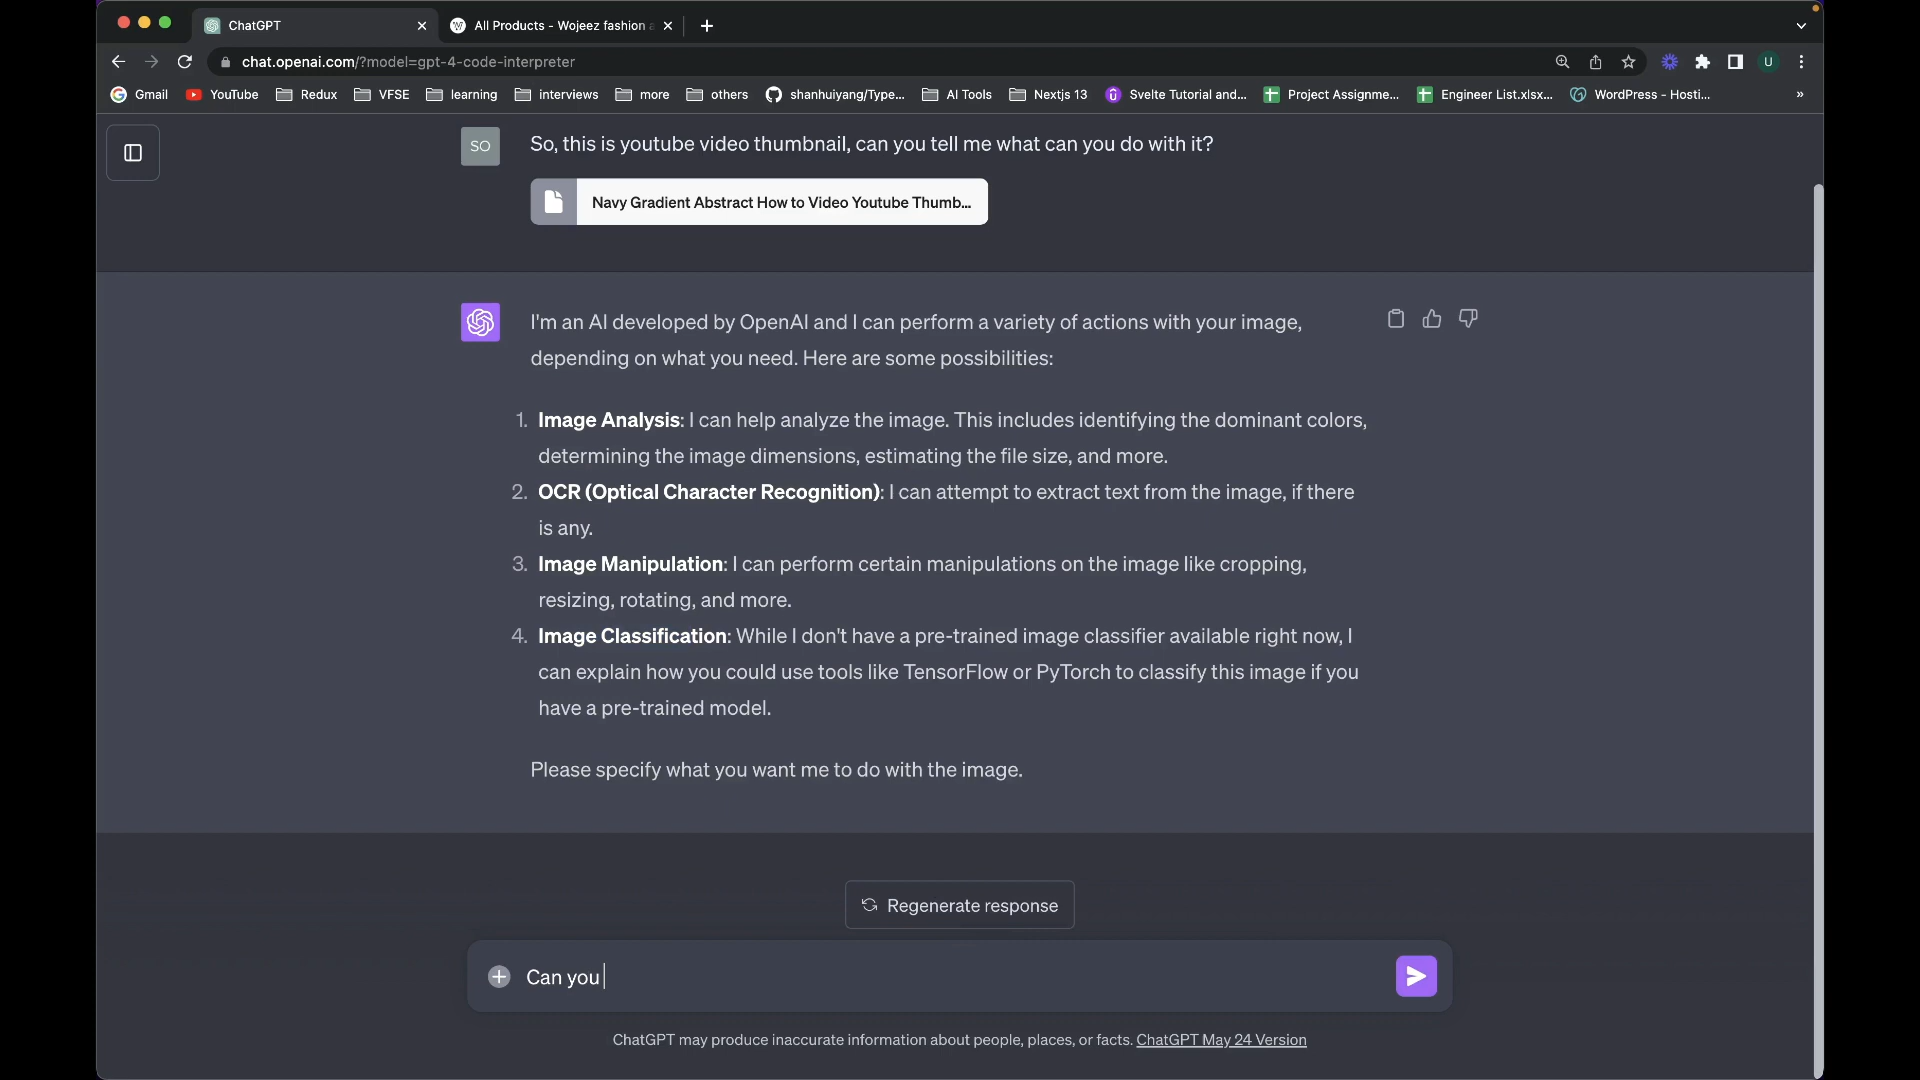 ChatGPT
All Products - Wojeez fashion a
chat.openai.com/?model=gpt-4-code-interpreter
U
Gmail
YouTube
Redux
VFSE
learning
interviews
more
others
shanhuiyang/Type...
AI Tools
Nextjs 13
Svelte Tutorial and...
Project Assignme...
Engineer List.xlsx...
WordPress - Hosti...
»
SO
So, this is youtube video thumbnail, can you tell me what can you do with it?
Navy Gradient Abstract How to Video Youtube Thumb...
I'm an AI developed by OpenAI and I can perform a variety of actions with your image,
depending on what you need. Here are some possibilities:
1. Image Analysis: I can help analyze the image. This includes identifying the dominant colors,
determining the image dimensions, estimating the file size, and more.
2. OCR (Optical Character Recognition): I can attempt to extract text from the image, if there
is any.
3. Image Manipulation: I can perform certain manipulations on the image like cropping,
resizing, rotating, and more.
4. Image Classification: While I don't have a pre-trained image classifier available right now, I
can explain how you could use tools like TensorFlow or PyTorch to classify this image if you
have a pre-trained model.
Please specify what you want me to do with the image.
Regenerate response
Can you
ChatGPT may produce inaccurate information about people, places, or facts. ChatGPT May 24 Version